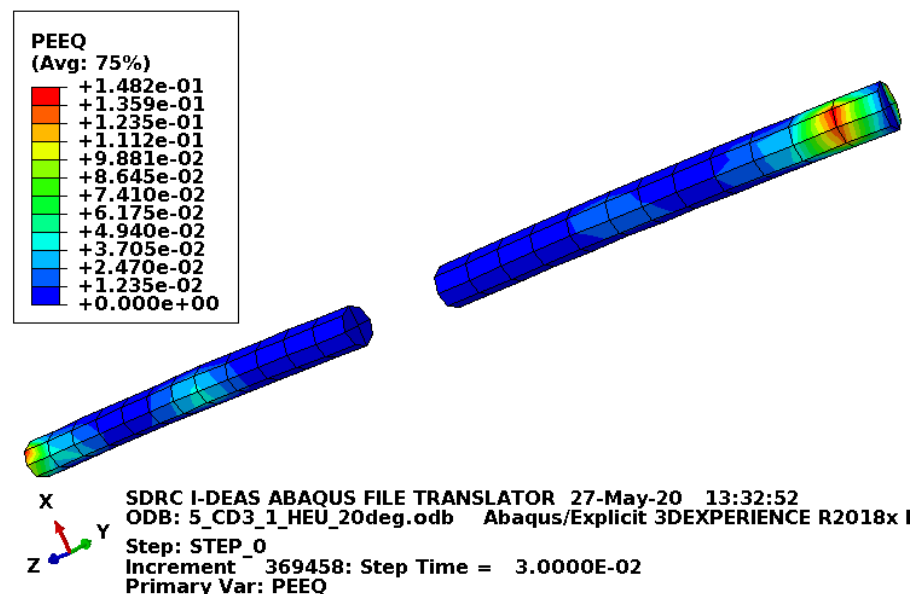 PEEQ
(Avg: 75%)
+1.482e-01
+1.359e-01
+1.235e-01
+1.112e-01
+9.881e-02
+8.645e-02
+7.410e-02
+6.175e-02
+4.940e-02
+3.705e-02
+2.470e-02
+1.235e-02
+0.000e+00
X
Y
Z
SDRC I-DEAS ABAQUS FILE TRANSLATOR 27-May-20 13:32:52
ODB: 5_CD3_1_HEU_20deg.odb Abaqus/Explicit 3DEXPERIENCE R2018x
Step: STEP_0
Increment 369458: Step Time = 3.0000E-02
Primary Var: PEEQ